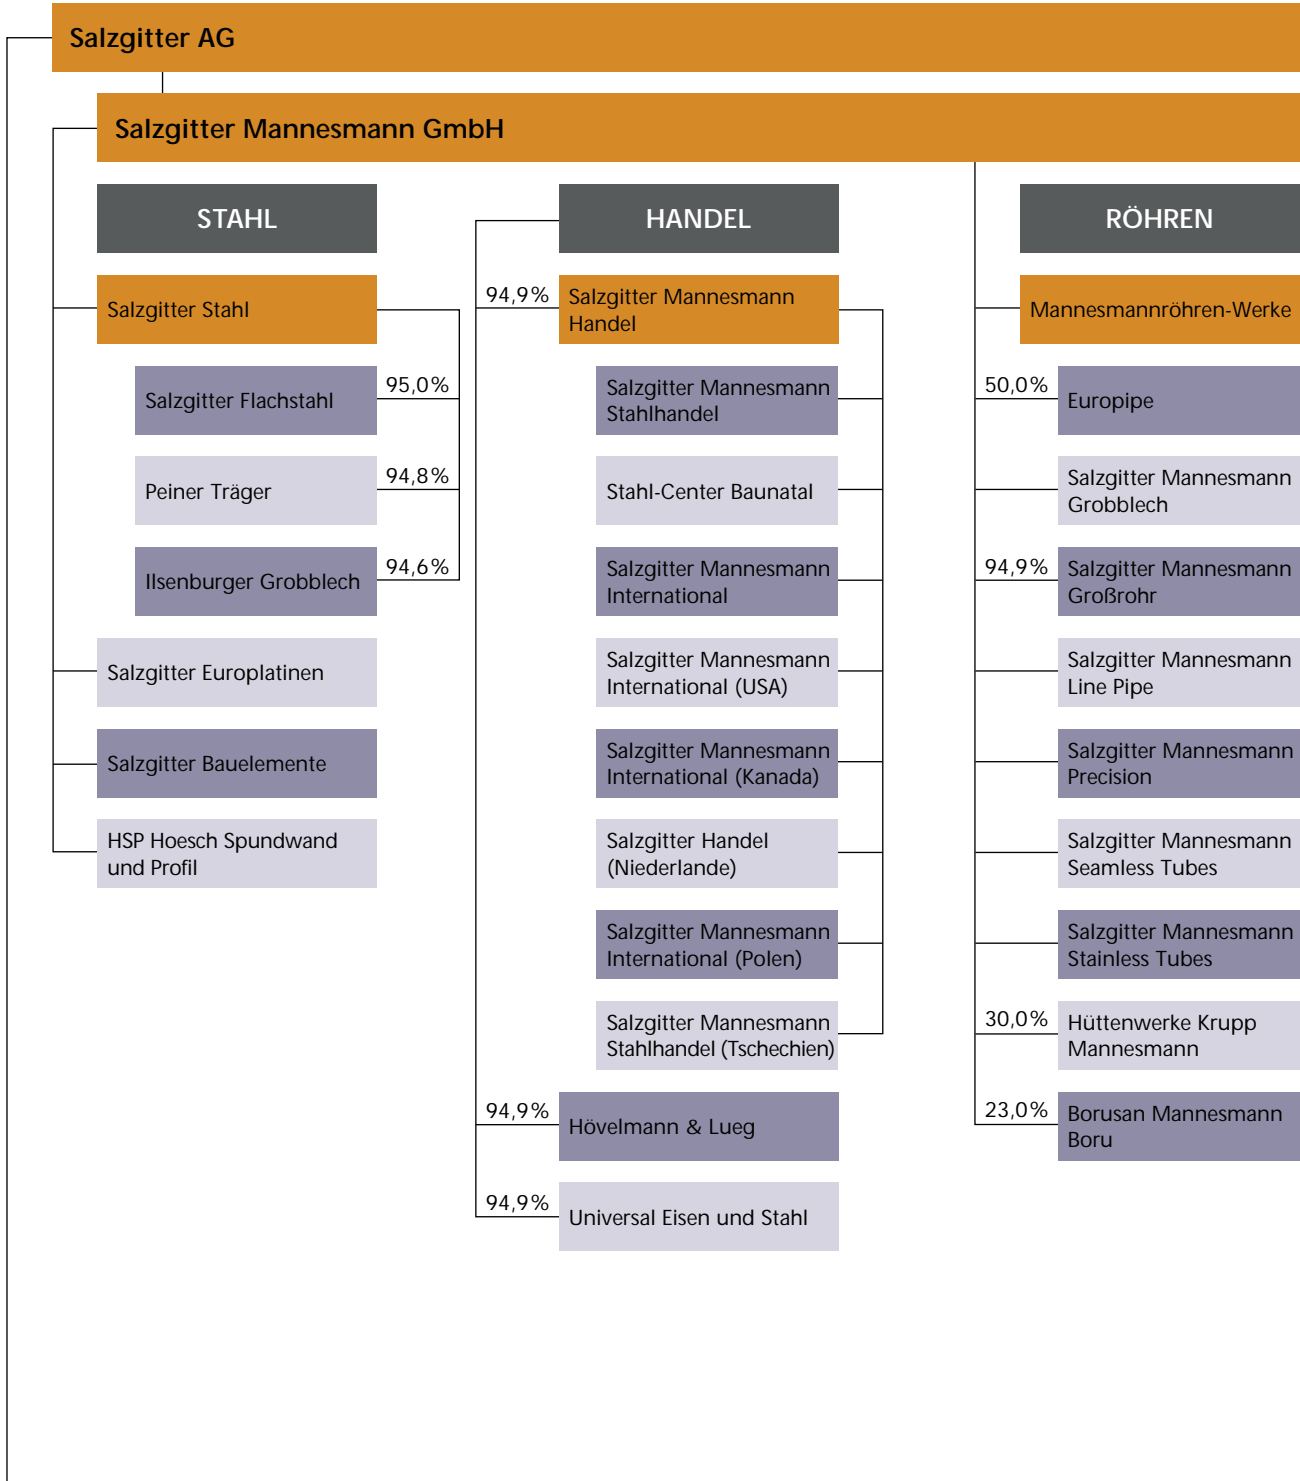 Salzgitter AG
Salzgitter Mannesmann GmbH
STAHL
Salzgitter Stahl
Salzgitter Flachstahl
95,0%
Peiner Träger
94,8%
Ilsenburger Grobblech
94,6%
Salzgitter Europlatinen
Salzgitter Bauelemente
HSP Hoesch Spundwand
und Profil
HANDEL
94,9%
Salzgitter Mannesmann
Handel
Salzgitter Mannesmann
Stahlhandel
Stahl-Center Baunatal
Salzgitter Mannesmann
International
Salzgitter Mannesmann
International (USA)
Salzgitter Mannesmann
International (Kanada)
Salzgitter Handel
(Niederlande)
Salzgitter Mannesmann
International (Polen)
Salzgitter Mannesmann
Stahlhandel (Tschechien)
94,9%
Hövelmann & Lueg
94,9%
Universal Eisen und Stahl
RÖHREN
Mannesmannröhren-Werke
50,0%
Europipe
Salzgitter Mannesmann
Grobblech
94,9%
Salzgitter Mannesmann
Großrohr
Salzgitter Mannesmann
Line Pipe
Salzgitter Mannesmann
Precision
Salzgitter Mannesmann
Seamless Tubes
Salzgitter Mannesmann
Stainless Tubes
30,0%
Hüttenwerke Krupp
Mannesmann
23,0%
Borusan Mannesmann
Boru